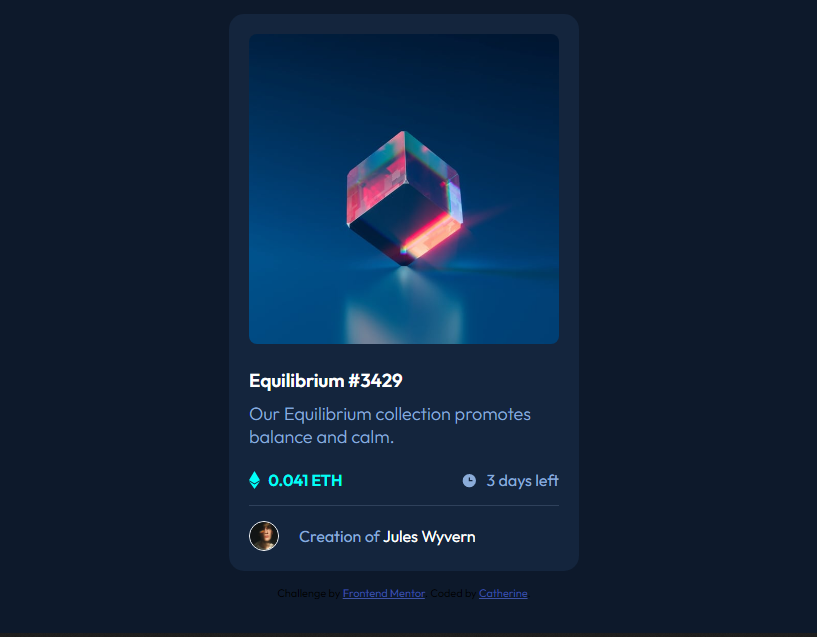 Equilibrium #3429
Our Equilibrium collection promotes
balance and calm.
0.041 ETH
3 days left
Creation of Jules Wyvern
Challenge by Frontend Mentor. Coded by Catherine